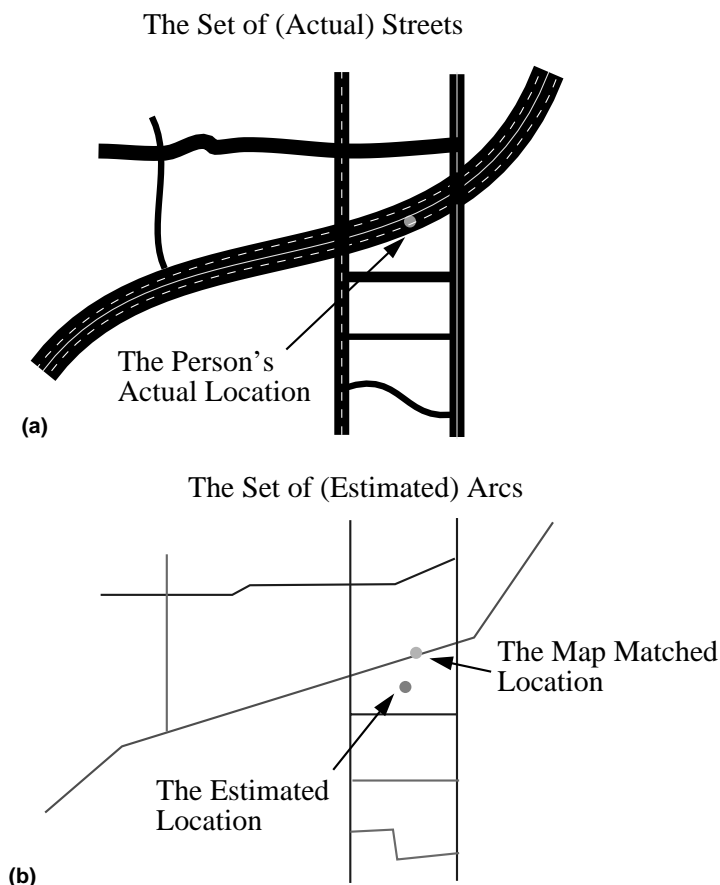 The Set of (Actual) Streets
The Person’s
Actual Location
(a)
The Set of (Estimated) Arcs
The Map Matched
Location
The Estimated
Location
(b)